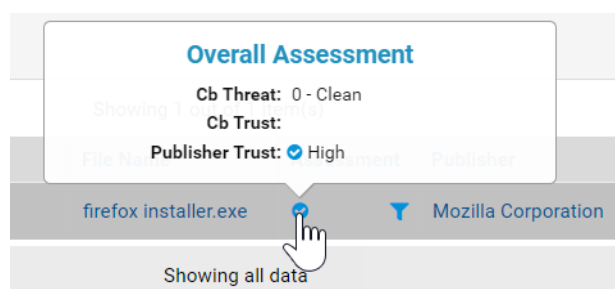 Overall Assessment
Cb Threat: 0 - Clean
Showing 1 out of 1 item(s)
Cb Trust:
Publisher Trust: High
File Name Assessment Publisher
firefox installer.exe Mozilla Corporation
Showing all data